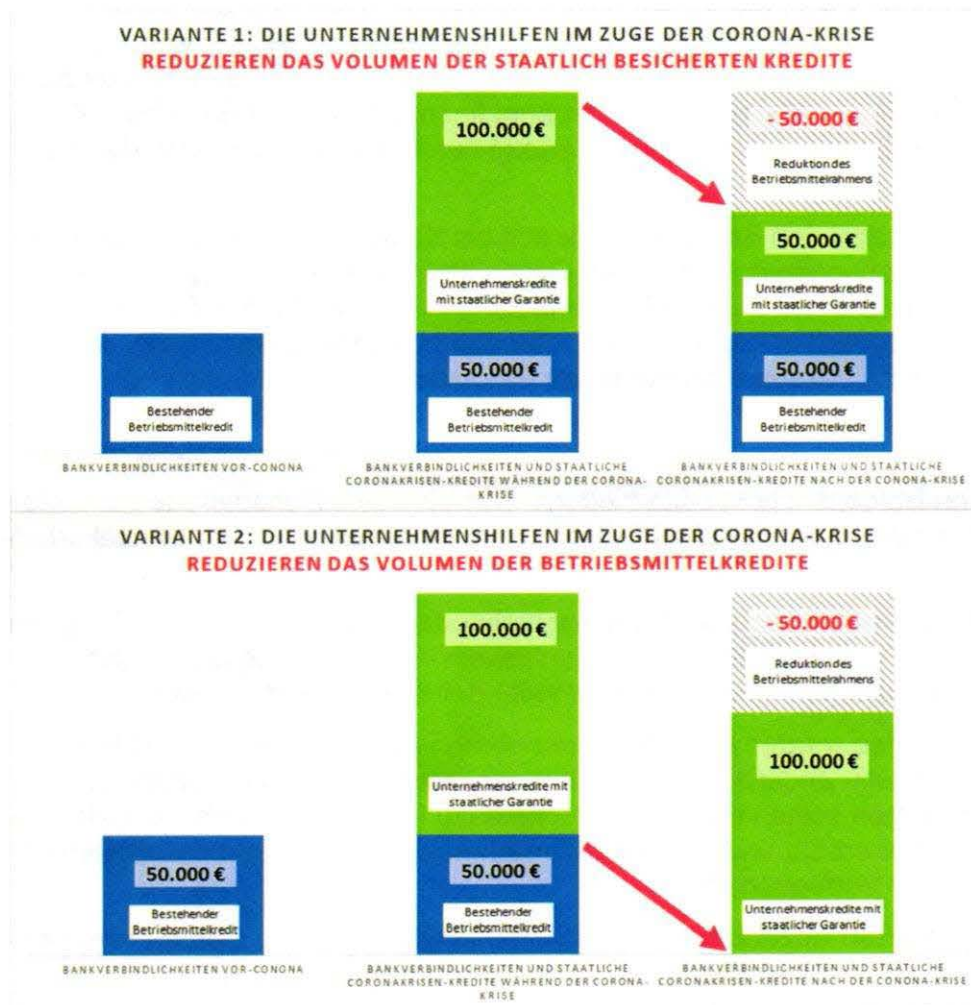 VARIANTE 1: DIE UNTERNEHMENSHILFEN IM ZUGE DER CORONA-KRISE
REDUZIEREN DAS VOLUMEN DER STAATLICH BESICHERTEN KREDITE
100.000 €
- 50.000 €
Reduktion des
Betriebsmittelrahmens
50.000 €
Unternehmenskredite
mit staatlicher Garantie
Unternehmenskredite
mit staatlicher Garantie
50.000 €
50.000 €
Bestehender
Betriebsmittelkredit
Bestehender
Betriebsmittelkredit
Bestehender
Betriebsmittelkredit
BANKVERBINDLICHKEITEN VOR-CONONA
BANKVERBINDLICHKEITEN UND STAATLICHE
CORONAKRISEN-KREDITE WÄHREND DER CORONA-
KRISE
BANKVERBINDLICHKEITEN UND STAATLICHE
CORONAKRISEN-KREDITE NACH DER CONONA-KRISE
VARIANTE 2: DIE UNTERNEHMENSHILFEN IM ZUGE DER CORONA-KRISE
REDUZIEREN DAS VOLUMEN DER BETRIEBSMITTELKREDITE
100.000 €
- 50.000 €
Reduktion des
Betriebsmittelrahmens
100.000 €
Unternehmenskredite mit
staatlicher Garantie
50.000 €
Bestehender
Betriebsmittelkredit
50.000 €
Bestehender
Betriebsmittelkredit
Unternehmenskredite mit
staatlicher Garantie
BANKVERBINDLICHKEITEN VOR-CONONA
BANKVERBINDLICHKEITEN UND STAATLICHE
CORONAKRISEN-KREDITE WÄHREND DER CORONA-
KRISE
BANKVERBINDLICHKEITEN UND STAATLICHE
CORONAKRISEN-KREDITE NACH DER CONONA-KRISE